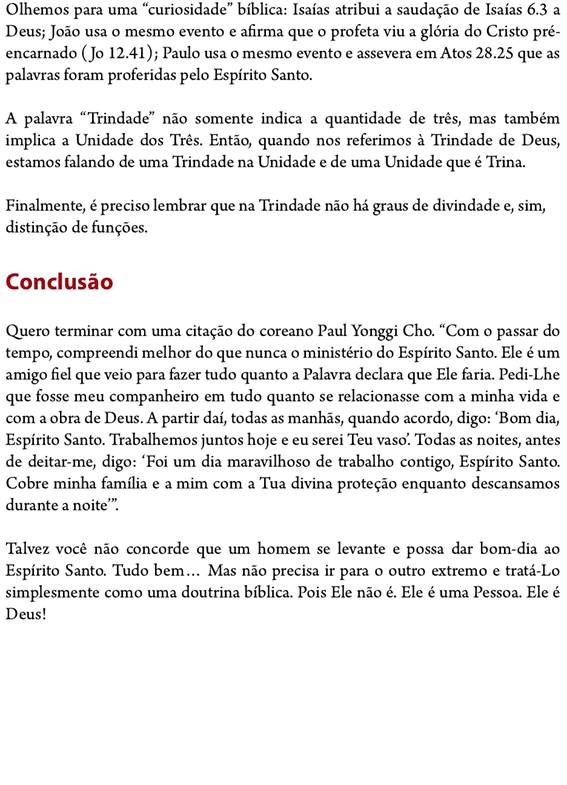 Olhemos para uma “curiosidade” bíblica: Isaías atribui a saudação de Isaías 6.3 a
Deus; João usa o mesmo evento e afirma que o profeta viu a glória do Cristo pré-
encarnado (Jo 12.41); Paulo usa o mesmo evento e assevera em Atos 28.25 que as
palavras foram proferidas pelo Espírito Santo.
A palavra “Trindade” não somente indica a quantidade de três, mas também
implica a Unidade dos Três. Então, quando nos referimos à Trindade de Deus,
estamos falando de uma Trindade na Unidade e de uma Unidade que é Trina.
Finalmente, é preciso lembrar que na Trindade não há graus de divindade e, sim,
distinção de funções.
Conclusão
Quero terminar com uma citação do coreano Paul Yonggi Cho. “Com o passar do
tempo, compreendi melhor do que nunca o ministério do Espírito Santo. Ele é um
amigo fiel que veio para fazer tudo quanto a Palavra declara que Ele faria. Pedi-Lhe
que fosse meu companheiro em tudo quanto se relacionasse com a minha vida e
com a obra de Deus. A partir daí, todas as manhãs, quando acordo, digo: ‘Bom dia,
Espírito Santo. Trabalhemos juntos hoje e eu serei Teu vaso’. Todas as noites, antes
de deitar-me, digo: ‘Foi um dia maravilhoso de trabalho contigo, Espírito Santo.
Cobre minha família e a mim com a Tua divina proteção enquanto descansamos
durante a noite’”.
Talvez você não concorde que um homem se levante e possa dar bom-dia ao
Espírito Santo. Tudo bem… Mas não precisa ir para o outro extremo e tratá-Lo
simplesmente como uma doutrina bíblica. Pois Ele não é. Ele é uma Pessoa. Ele é
Deus!